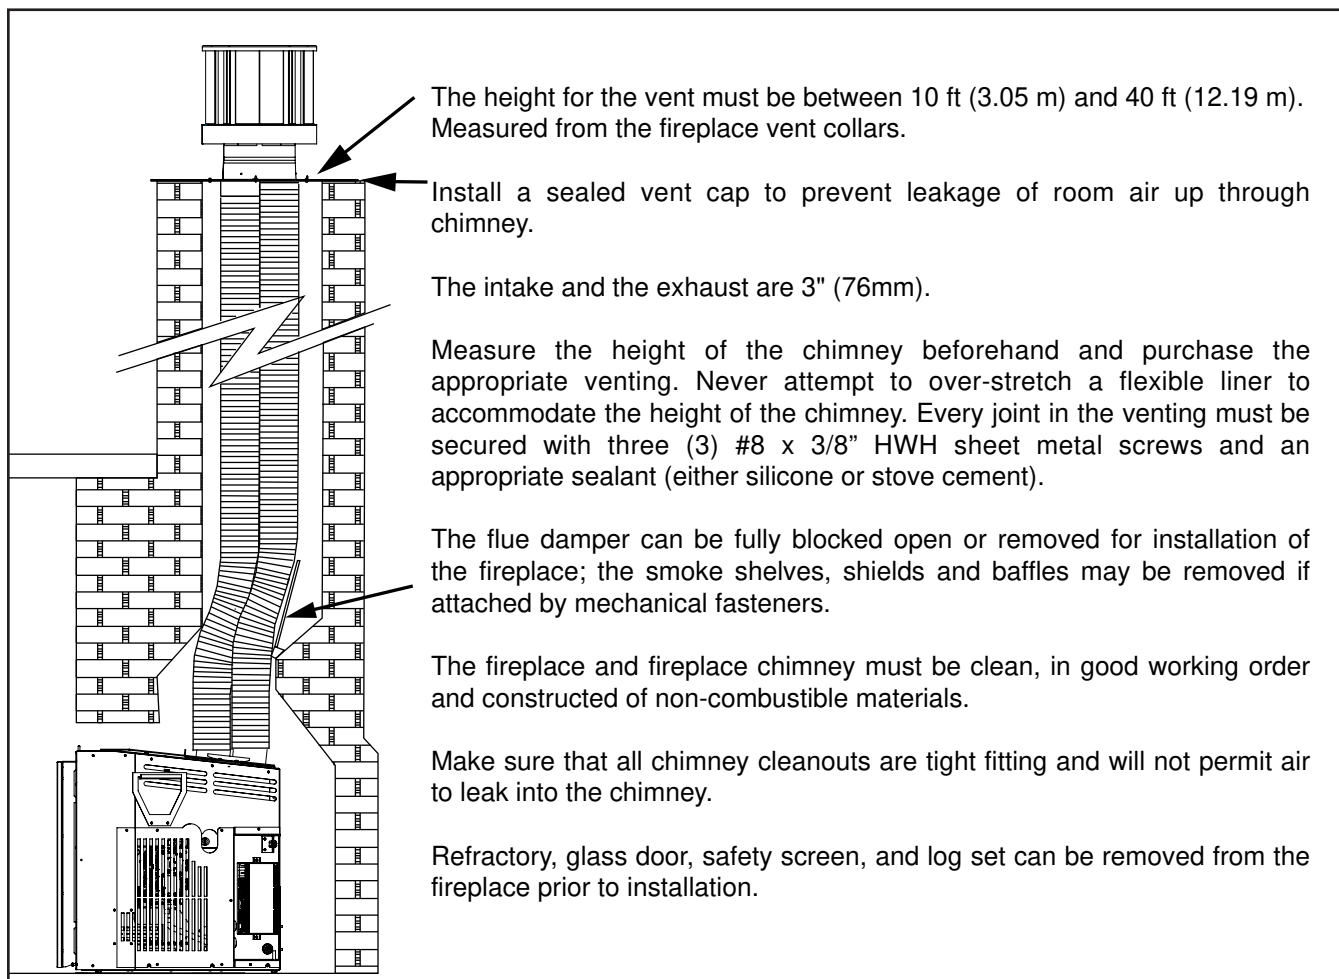 The height for the vent must be between 10 ft (3.05 m) and 40 ft (12.19 m).
Measured from the fireplace vent collars.
Install a sealed vent cap to prevent leakage of room air up through
chimney.
The intake and the exhaust are 3" (76mm).
Measure the height of the chimney beforehand and purchase the
appropriate venting. Never attempt to over-stretch a flexible liner to
accommodate the height of the chimney. Every joint in the venting must be
secured with three (3) #8 x 3/8” HWH sheet metal screws and an
appropriate sealant (either silicone or stove cement).
The flue damper can be fully blocked open or removed for installation of
the fireplace; the smoke shelves, shields and baffles may be removed if
attached by mechanical fasteners.
The fireplace and fireplace chimney must be clean, in good working order
and constructed of non-combustible materials.
Make sure that all chimney cleanouts are tight fitting and will not permit air
to leak into the chimney.
Refractory, glass door, safety screen, and log set can be removed from the
fireplace prior to installation.